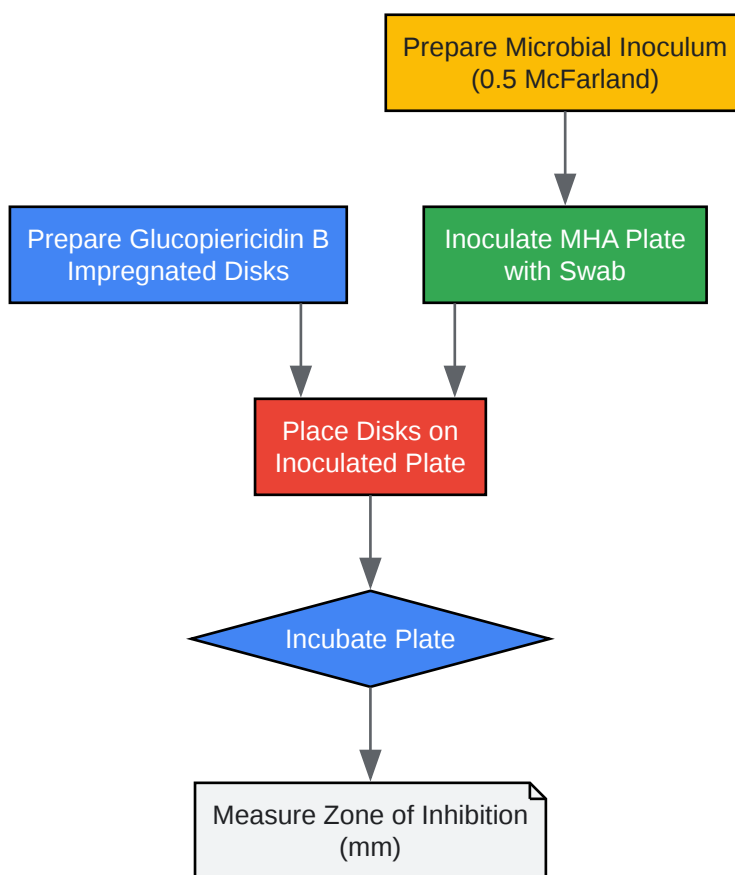 Prepare Microbial Inoculum
(0.5 McFarland)
Prepare Glucopiericidin B
Impregnated Disks
Inoculate MHA Plate
with Swab
Place Disks on
Inoculated Plate
Incubate Plate
Measure Zone of Inhibition
(mm)